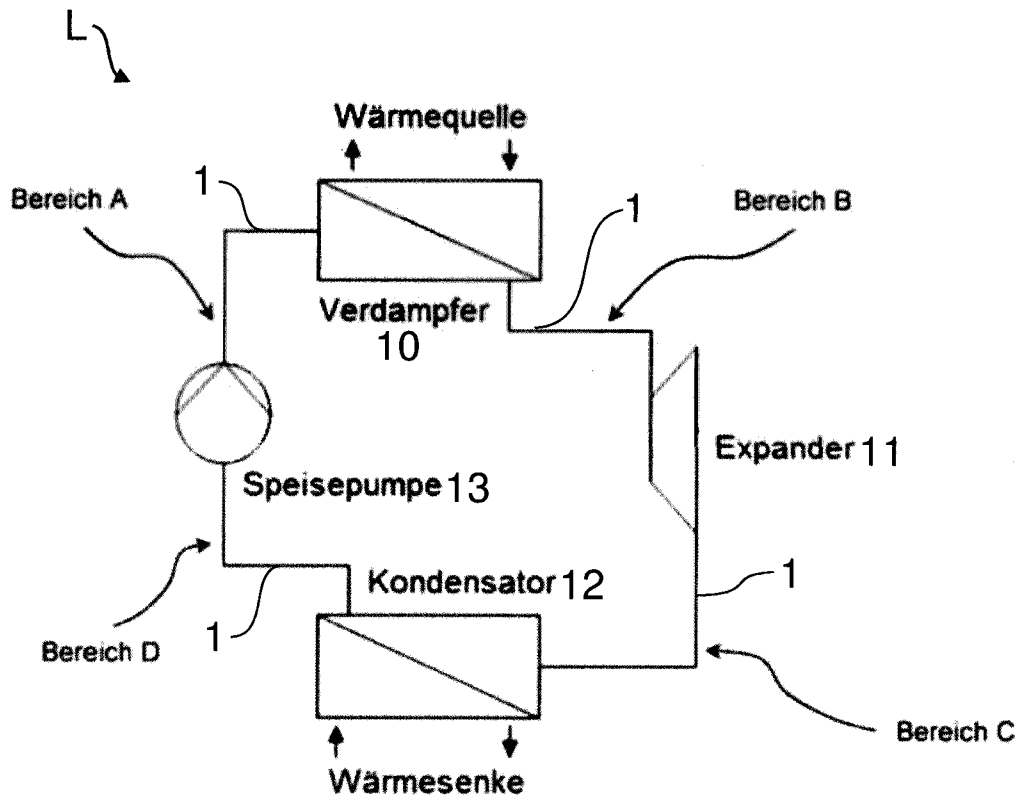 L
Wärmequelle
Bereich A
1
1
Bereich B
Verdampfer
10
Expander 11
Speisepumpe 13
Kondensator 12
1
1
Bereich D
Bereich C
Wärmesenke